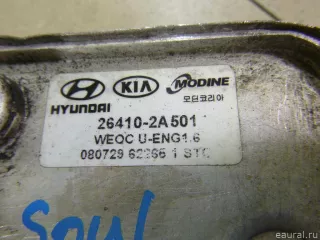 HYUNDAI KIA MODINE
모딘코리아
26410-2A501
WEOC U-ENG1.6
080729 62266 1 STC
SOUL
eaural.ru